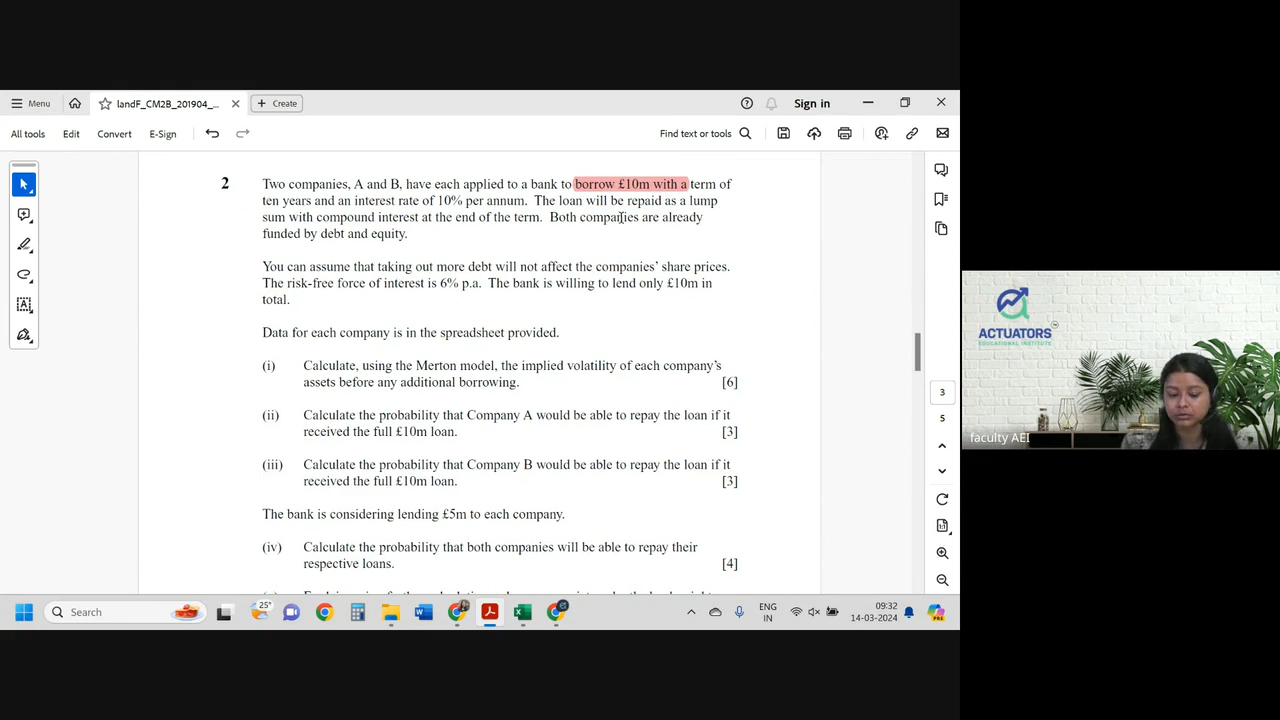 Menu
landF_CM2B_201904_...
Create
Sign in
All tools
Edit
Convert
E-Sign
Find text or tools
2 Two companies, A and B, have each applied to a bank to borrow £10m with a term of
ten years and an interest rate of 10% per annum. The loan will be repaid as a lump
sum with compound interest at the end of the term. Both companies are already
funded by debt and equity.
You can assume that taking out more debt will not affect the companies' share prices.
The risk-free force of interest is 6% p.a. The bank is willing to lend only £10m in
total.
Data for each company is in the spreadsheet provided.
(i) Calculate, using the Merton model, the implied volatility of each company's
assets before any additional borrowing. [6]
(ii) Calculate the probability that Company A would be able to repay the loan if it
received the full £10m loan. [3]
(iii) Calculate the probability that Company B would be able to repay the loan if it
received the full £10m loan. [3]
The bank is considering lending £5m to each company.
(iv) Calculate the probability that both companies will be able to repay their
respective loans. [4]
3
5
ACTUATORS
EDUCATIONAL INSTITUTE
faculty AEI
Search
25°
ENG
IN
09:32
14-03-2024